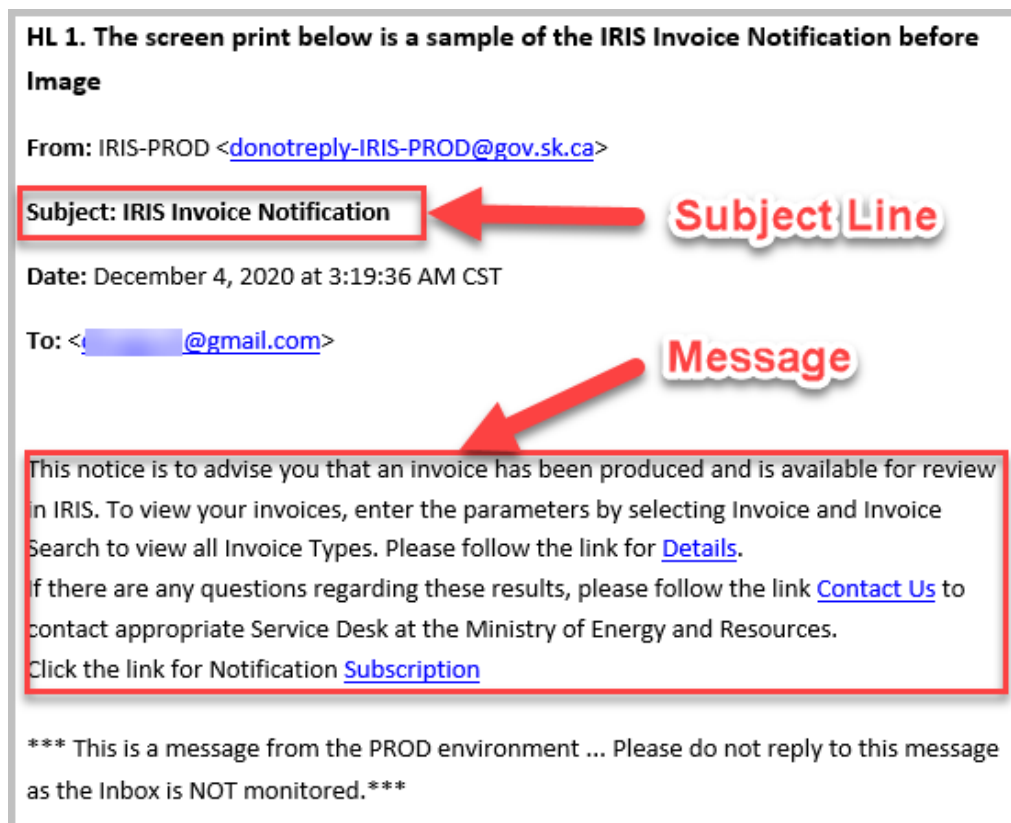 HL 1. The screen print below is a sample of the IRIS Invoice Notification before
Image
From: IRIS-PROD <donotreply-IRIS-PROD@gov.sk.ca>
Subject: IRIS Invoice Notification
Subject Line
Date: December 4, 2020 at 3:19:36 AM CST
To: <@gmail.com>
Message
This notice is to advise you that an invoice has been produced and is available for review
in IRIS. To view your invoices, enter the parameters by selecting Invoice and Invoice
Search to view all Invoice Types. Please follow the link for Details.
If there are any questions regarding these results, please follow the link Contact Us to
contact appropriate Service Desk at the Ministry of Energy and Resources.
Click the link for Notification Subscription
*** This is a message from the PROD environment ... Please do not reply to this message
as the Inbox is NOT monitored.***